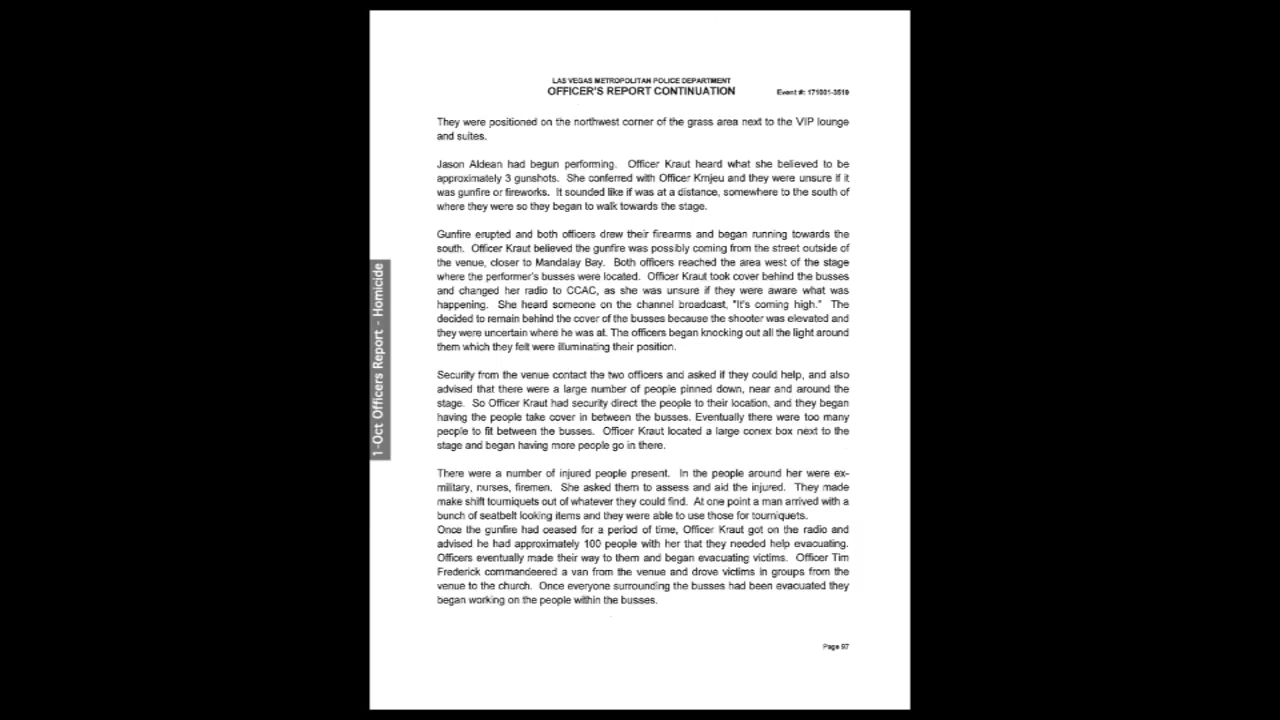 LAS VEGAS METROPOLITAN POLICE DEPARTMENT
OFFICER'S REPORT CONTINUATION
Event #: 171001-3519
They were positioned on the northwest corner of the grass area next to the VIP lounge
and suites.
Jason Aldean had begun performing. Officer Kraut heard what she believed to be
approximately 3 gunshots. She conferred with Officer Krnjeu and they were unsure if it
was gunfire or fireworks. It sounded like if was at a distance, somewhere to the south of
where they were so they began to walk towards the stage.
Gunfire erupted and both officers drew their firearms and began running towards the
south. Officer Kraut believed the gunfire was possibly coming from the street outside of
the venue, closer to Mandalay Bay. Both officers reached the area west of the stage
where the performer's busses were located. Officer Kraut took cover behind the busses
and changed her radio to CCAC, as she was unsure if they were aware what was
happening. She heard someone on the channel broadcast, "It's coming high." The
decided to remain behind the cover of the busses because the shooter was elevated and
they were uncertain where he was at. The officers began knocking out all the light around
them which they felt were illuminating their position.
Security from the venue contact the two officers and asked if they could help, and also
advised that there were a large number of people pinned down, near and around the
stage. So Officer Kraut had security direct the people to their location, and they began
having the people take cover in between the busses. Eventually there were too many
people to fit between the busses. Officer Kraut located a large conex box next to the
stage and began having more people go in there.
There were a number of injured people present. In the people around her were ex-
military, nurses, firemen. She asked them to assess and aid the injured. They made
make shift tourniquets out of whatever they could find. At one point a man arrived with a
bunch of seatbelt looking items and they were able to use those for tourniquets.
Once the gunfire had ceased for a period of time, Officer Kraut got on the radio and
advised he had approximately 100 people with her that they needed help evacuating.
Officers eventually made their way to them and began evacuating victims. Officer Tim
Frederick commandeered a van from the venue and drove victims in groups from the
venue to the church. Once everyone surrounding the busses had been evacuated they
began working on the people within the busses.
Page 97
1-Oct Officers Report - Homicide